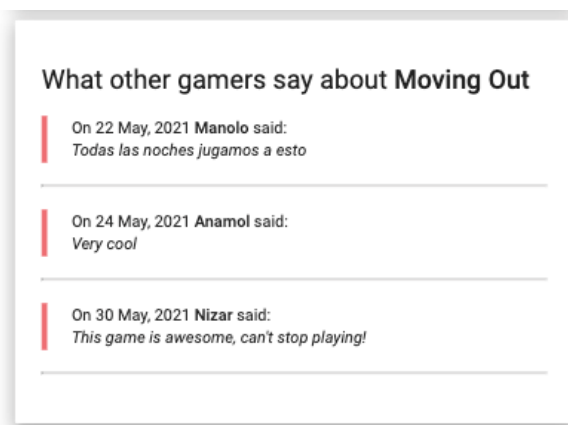 What other gamers say about Moving Out
On 22 May, 2021 Manolo said:
Todas las noches jugamos a esto
On 24 May, 2021 Anamol said:
Very cool
On 30 May, 2021 Nizar said:
This game is awesome, can't stop playing!